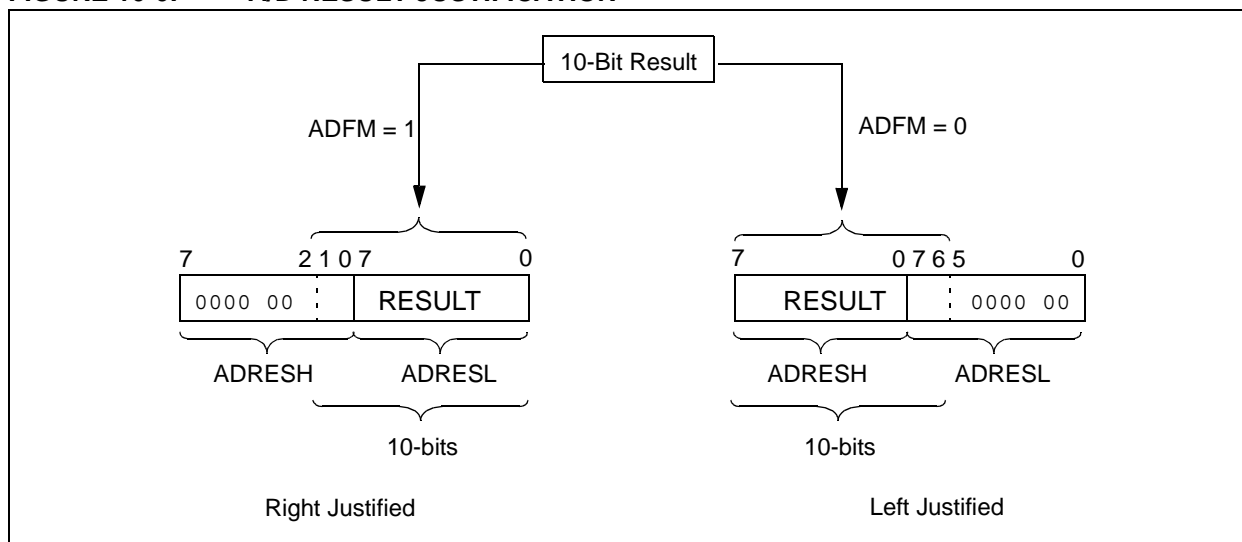 10-Bit Result
ADFM = 1
ADFM = 0
7 2 1 0 7 0
7 0 7 6 5 0
0000 00 RESULT
RESULT 0000 00
ADRESH ADRESL
ADRESH ADRESL
10-bits
10-bits
Right Justified
Left Justified